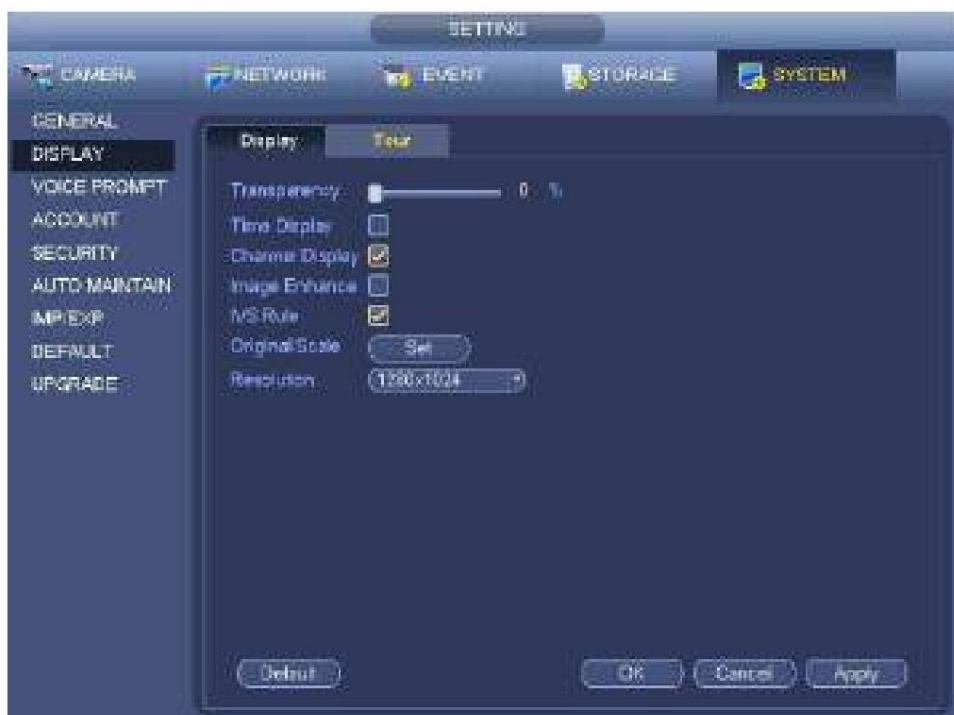 SETTING
CAMERA NETWORK EVENT STORAGE SYSTEM
GENERAL
DISPLAY
VOICE PROMPT
ACCOUNT
SECURITY
AUTO MAINTAIN
IMP/EXP
DEFAULT
UPGRADE
Display Tour
Transparency 0 %
Time Display
Channel Display
Image Enhance
IVS Rule
Original Scale Set
Resolution 1280x1024
Default OK Cancel Apply